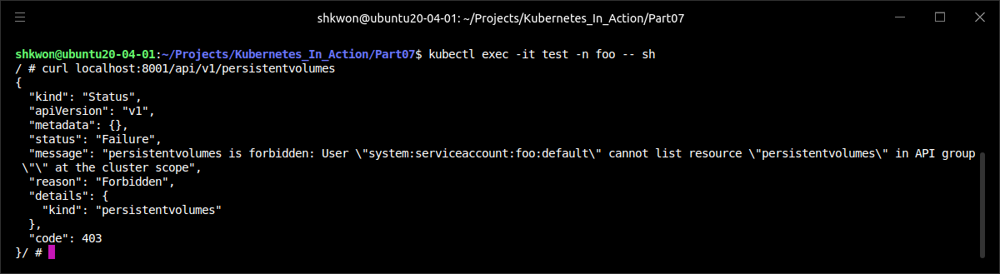 shkwon@ubuntu20-04-01: ~/Projects/Kubernetes_In_Action/Part07
shkwon@ubuntu20-04-01:~/Projects/Kubernetes_In_Action/Part07$ kubectl exec -it test -n foo -- sh
/ # curl localhost:8001/api/v1/persistentvolumes
{
  "kind": "Status",
  "apiVersion": "v1",
  "metadata": {},
  "status": "Failure",
  "message": "persistentvolumes is forbidden: User \"system:serviceaccount:foo:default\" cannot list resource \"persistentvolumes\" in API group
 \"\" at the cluster scope",
  "reason": "Forbidden",
  "details": {
    "kind": "persistentvolumes"
  },
  "code": 403
}/ #